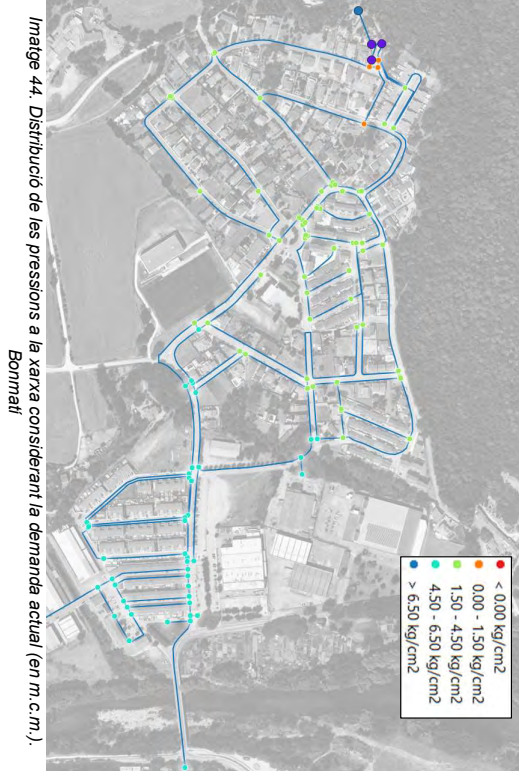 < 0.00 kg/cm2
0.00 - 1.50 kg/cm2
1.50 - 4.50 kg/cm2
4.50 - 6.50 kg/cm2
> 6.50 kg/cm2
Imatge 44. Distribució de les pressions a la xarxa considerant la demanda actual (en m.c.m.).
Bonmatí